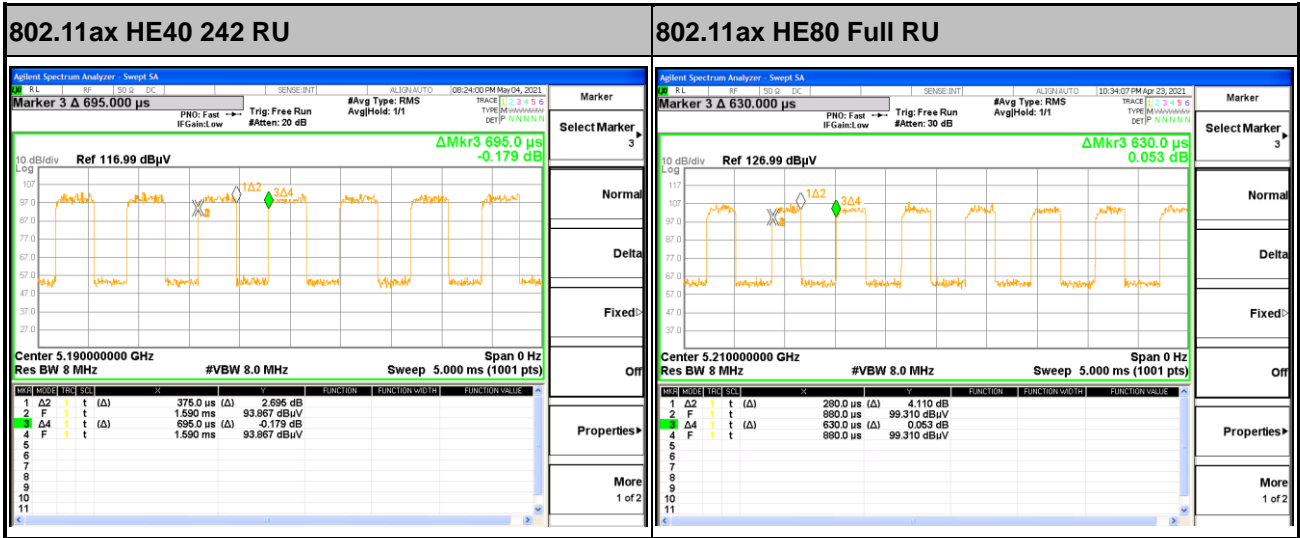 802.11ax HE40 242 RU
Agilent Spectrum Analyzer - Swept SA
RL RF 50 Ω DC SENSE:INT ALIGNAUTO 08:24:00 PM May 04, 2021
Marker 3 Δ 695.000 µs
PNO: Fast
IFGain:Low
Trig: Free Run
#Atten: 20 dB
#Avg Type: RMS
Avg|Hold: 1/1
TRACE 1 2 3 4 5 6
TYPE M
DET P N N N N N
ΔMkr3 695.0 µs
-0.179 dB
10 dB/div Ref 116.99 dBµV
Log
107
97.0
87.0
77.0
67.0
57.0
47.0
37.0
27.0
1Δ2
3Δ4
Center 5.190000000 GHz Span 0 Hz
Res BW 8 MHz #VBW 8.0 MHz Sweep 5.000 ms (1001 pts)
MKR MODE TRC SCL X Y FUNCTION FUNCTION WIDTH FUNCTION VALUE
1 Δ2 1 t (Δ) 375.0 µs (Δ) 2.695 dB
2 F 1 t 1.590 ms 93.867 dBµV
3 Δ4 1 t (Δ) 695.0 µs (Δ) -0.179 dB
4 F 1 t 1.590 ms 93.867 dBµV
5
6
7
8
9
10
11
Marker
Select Marker
3
Normal
Delta
Fixed
Off
Properties
More
1 of 2
802.11ax HE80 Full RU
Agilent Spectrum Analyzer - Swept SA
RL RF 50 Ω DC SENSE:INT ALIGNAUTO 10:34:07 PM Apr 23, 2021
Marker 3 Δ 630.000 µs
PNO: Fast
IFGain:Low
Trig: Free Run
#Atten: 30 dB
#Avg Type: RMS
Avg|Hold: 1/1
TRACE 1 2 3 4 5 6
TYPE M
DET P N N N N N
ΔMkr3 630.0 µs
0.053 dB
10 dB/div Ref 126.99 dBµV
Log
117
107
97.0
87.0
77.0
67.0
57.0
47.0
37.0
1Δ2
3Δ4
Center 5.210000000 GHz Span 0 Hz
Res BW 8 MHz #VBW 8.0 MHz Sweep 5.000 ms (1001 pts)
MKR MODE TRC SCL X Y FUNCTION FUNCTION WIDTH FUNCTION VALUE
1 Δ2 1 t (Δ) 280.0 µs (Δ) 4.110 dB
2 F 1 t 880.0 µs 99.310 dBµV
3 Δ4 1 t (Δ) 630.0 µs (Δ) 0.053 dB
4 F 1 t 880.0 µs 99.310 dBµV
5
6
7
8
9
10
11
Marker
Select Marker
3
Normal
Delta
Fixed
Off
Properties
More
1 of 2